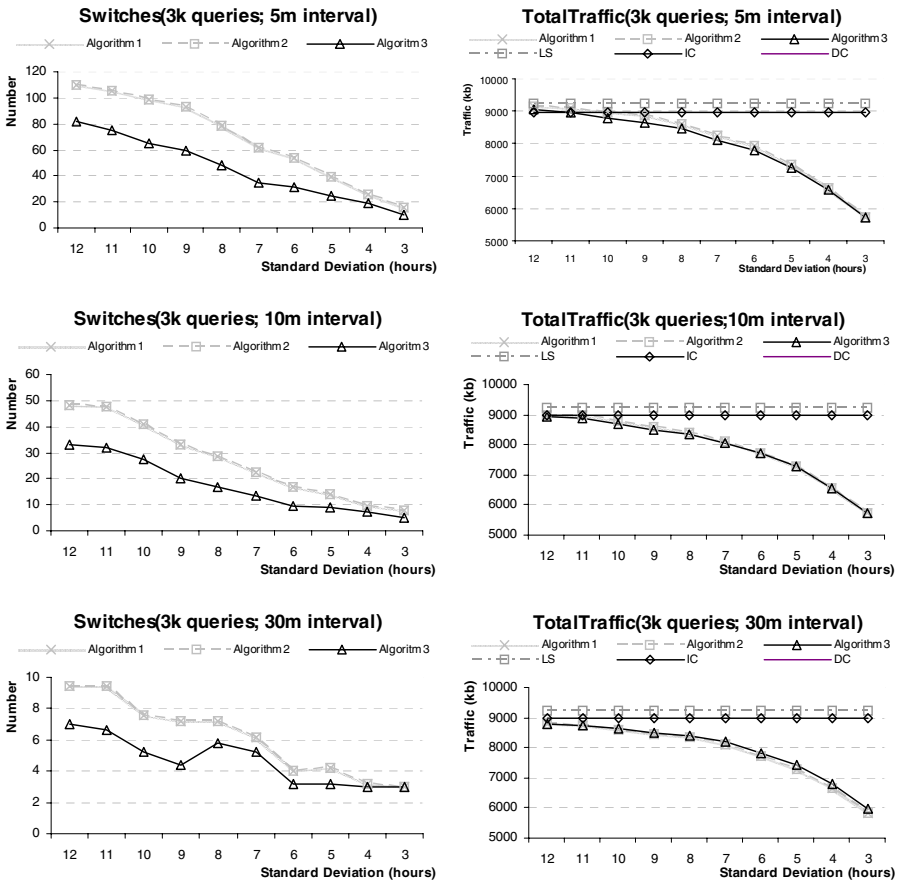 Switches(3k queries; 5m interval)
Algorithm 1 Algorithm 2 Algoritm 3
Number
120
100
80
60
40
20
0
12 11 10 9 8 7 6 5 4 3
Standard Deviation (hours)
TotalTraffic(3k queries; 5m interval)
Algorithm 1 Algorithm 2 Algorithm 3
LS IC DC
Traffic (kb)
10000
9000
8000
7000
6000
5000
12 11 10 9 8 7 6 5 4 3
Standard Deviation (hours)
Switches(3k queries; 10m interval)
Algorithm 1 Algorithm 2 Algoritm 3
Number
60
50
40
30
20
10
0
12 11 10 9 8 7 6 5 4 3
Standard Deviation (hours)
TotalTraffic(3k queries;10m interval)
Algorithm 1 Algorithm 2 Algorithm 3
LS IC DC
Traffic (kb)
10000
9000
8000
7000
6000
5000
12 11 10 9 8 7 6 5 4 3
Standard Deviation (hours)
Switches(3k queries; 30m interval)
Algorithm 1 Algorithm 2 Algoritm 3
Number
10
8
6
4
2
0
12 11 10 9 8 7 6 5 4 3
Standard Deviation (hours)
TotalTraffic(3k queries; 30m interval)
Algorithm 1 Algorithm 2 Algorithm 3
LS IC DC
Traffic (kb)
10000
9000
8000
7000
6000
5000
12 11 10 9 8 7 6 5 4 3
Standard Deviation (hours)